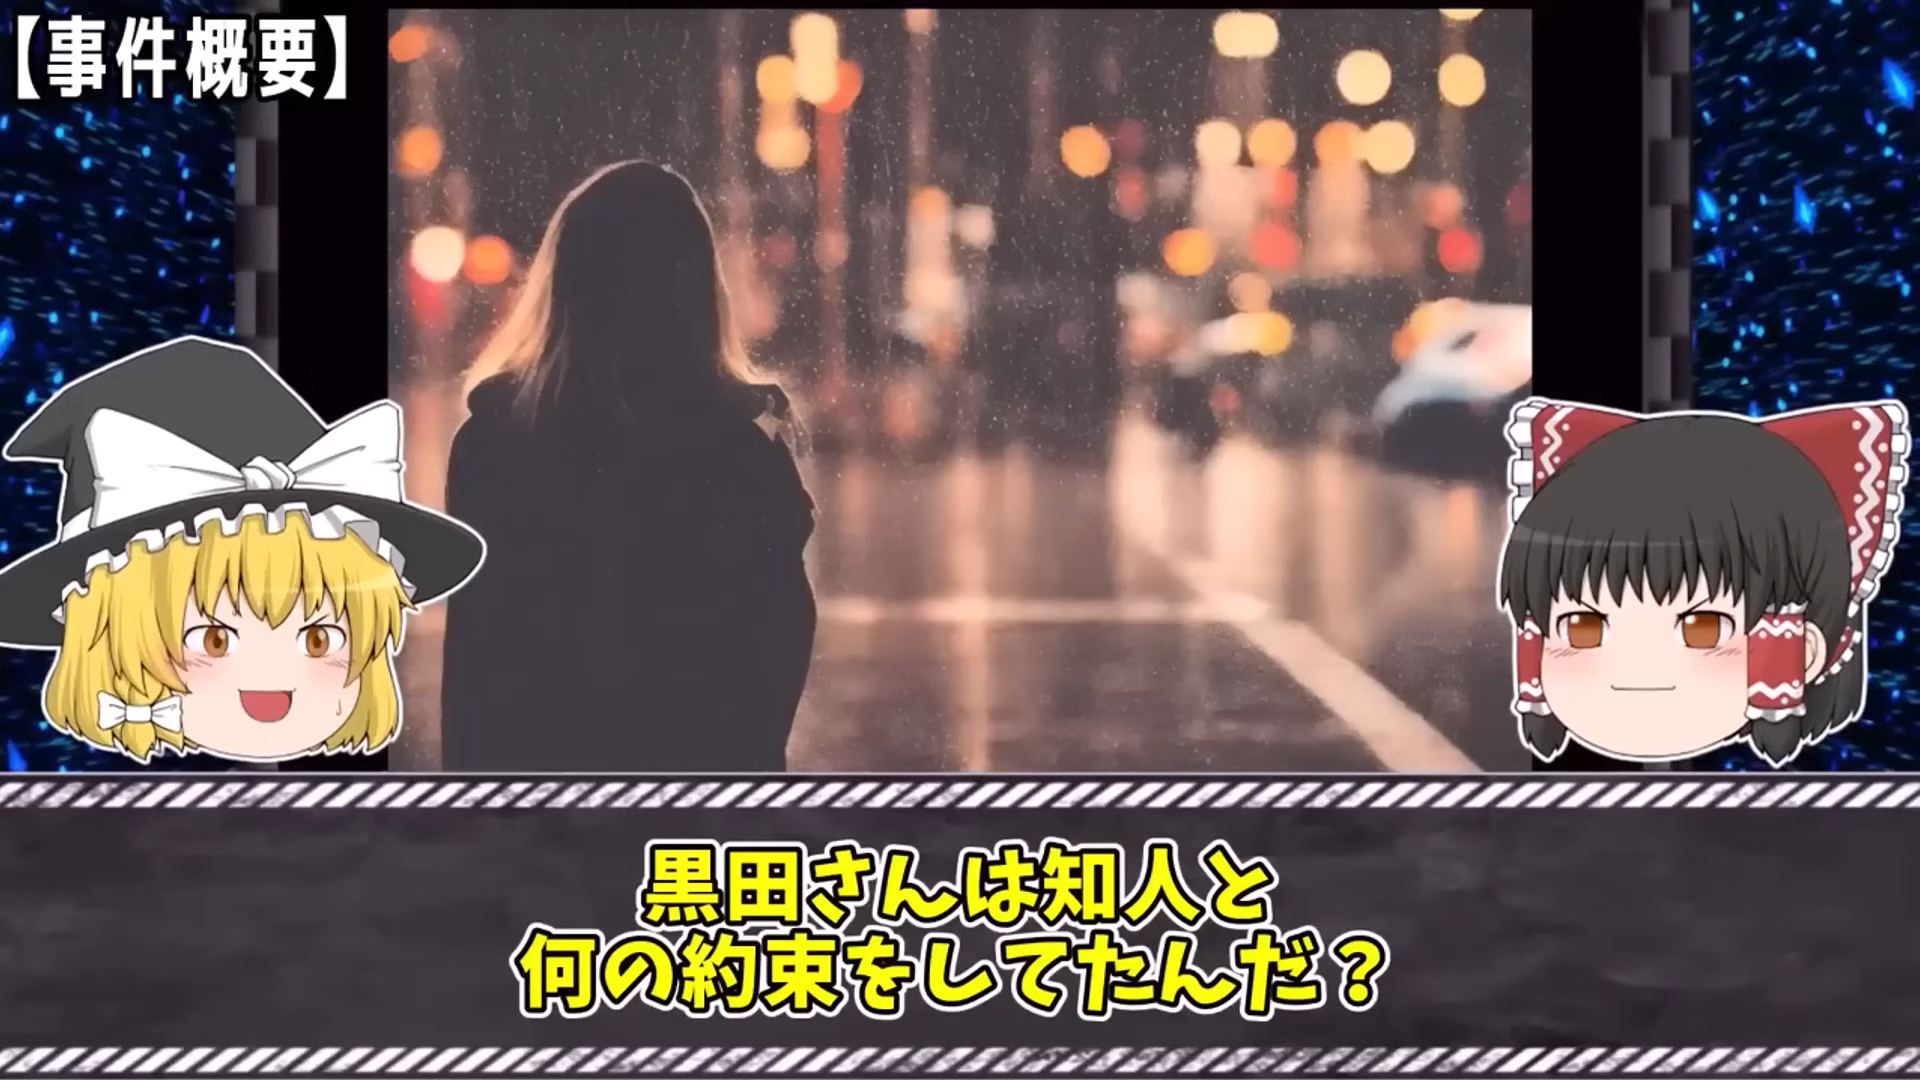 【事件概要】
黒田さんは知人と
何の約束をしてたんだ？